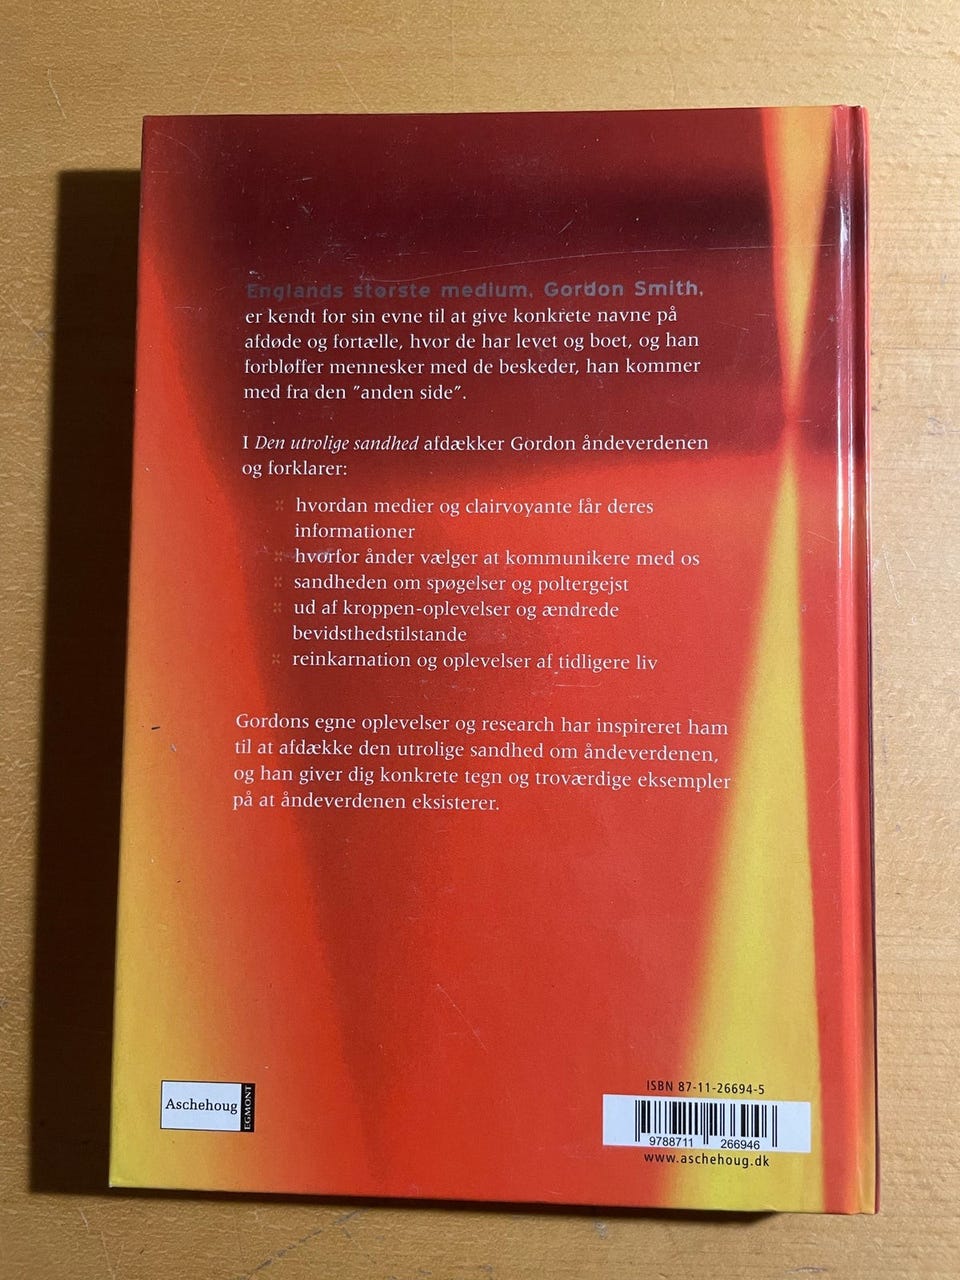 Englands største medium, Gordon Smith,
er kendt for sin evne til at give konkrete navne på
afdøde og fortælle, hvor de har levet og boet, og han
forbløffer mennesker med de beskeder, han kommer
med fra den ”anden side”.
I Den utrolige sandhed afdækker Gordon åndeverdenen
og forklarer:
hvordan medier og clairvoyante får deres
informationer
hvorfor ånder vælger at kommunikere med os
sandheden om spøgelser og poltergejst
ud af kroppen-oplevelser og ændrede
bevidsthedstilstande
reinkarnation og oplevelser af tidligere liv
Gordons egne oplevelser og research har inspireret ham
til at afdække den utrolige sandhed om åndeverdenen,
og han giver dig konkrete tegn og troværdige eksempler
på at åndeverdenen eksisterer.
Aschehoug
EGMONT
ISBN 87-11-26694-5
9788711 266946
www.aschehoug.dk